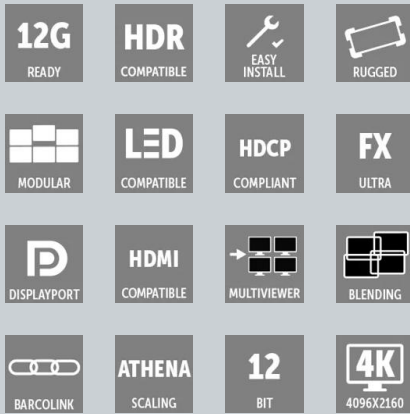 12G
READY
HDR
COMPATIBLE
EASY
INSTALL
RUGGED
MODULAR
LED
COMPATIBLE
HDCP
COMPLIANT
FX
ULTRA
DISPLAYPORT
HDMI
COMPATIBLE
MULTIVIEWER
BLENDING
BARCOLINK
ATHENA
SCALING
12
BIT
4K
4096X2160